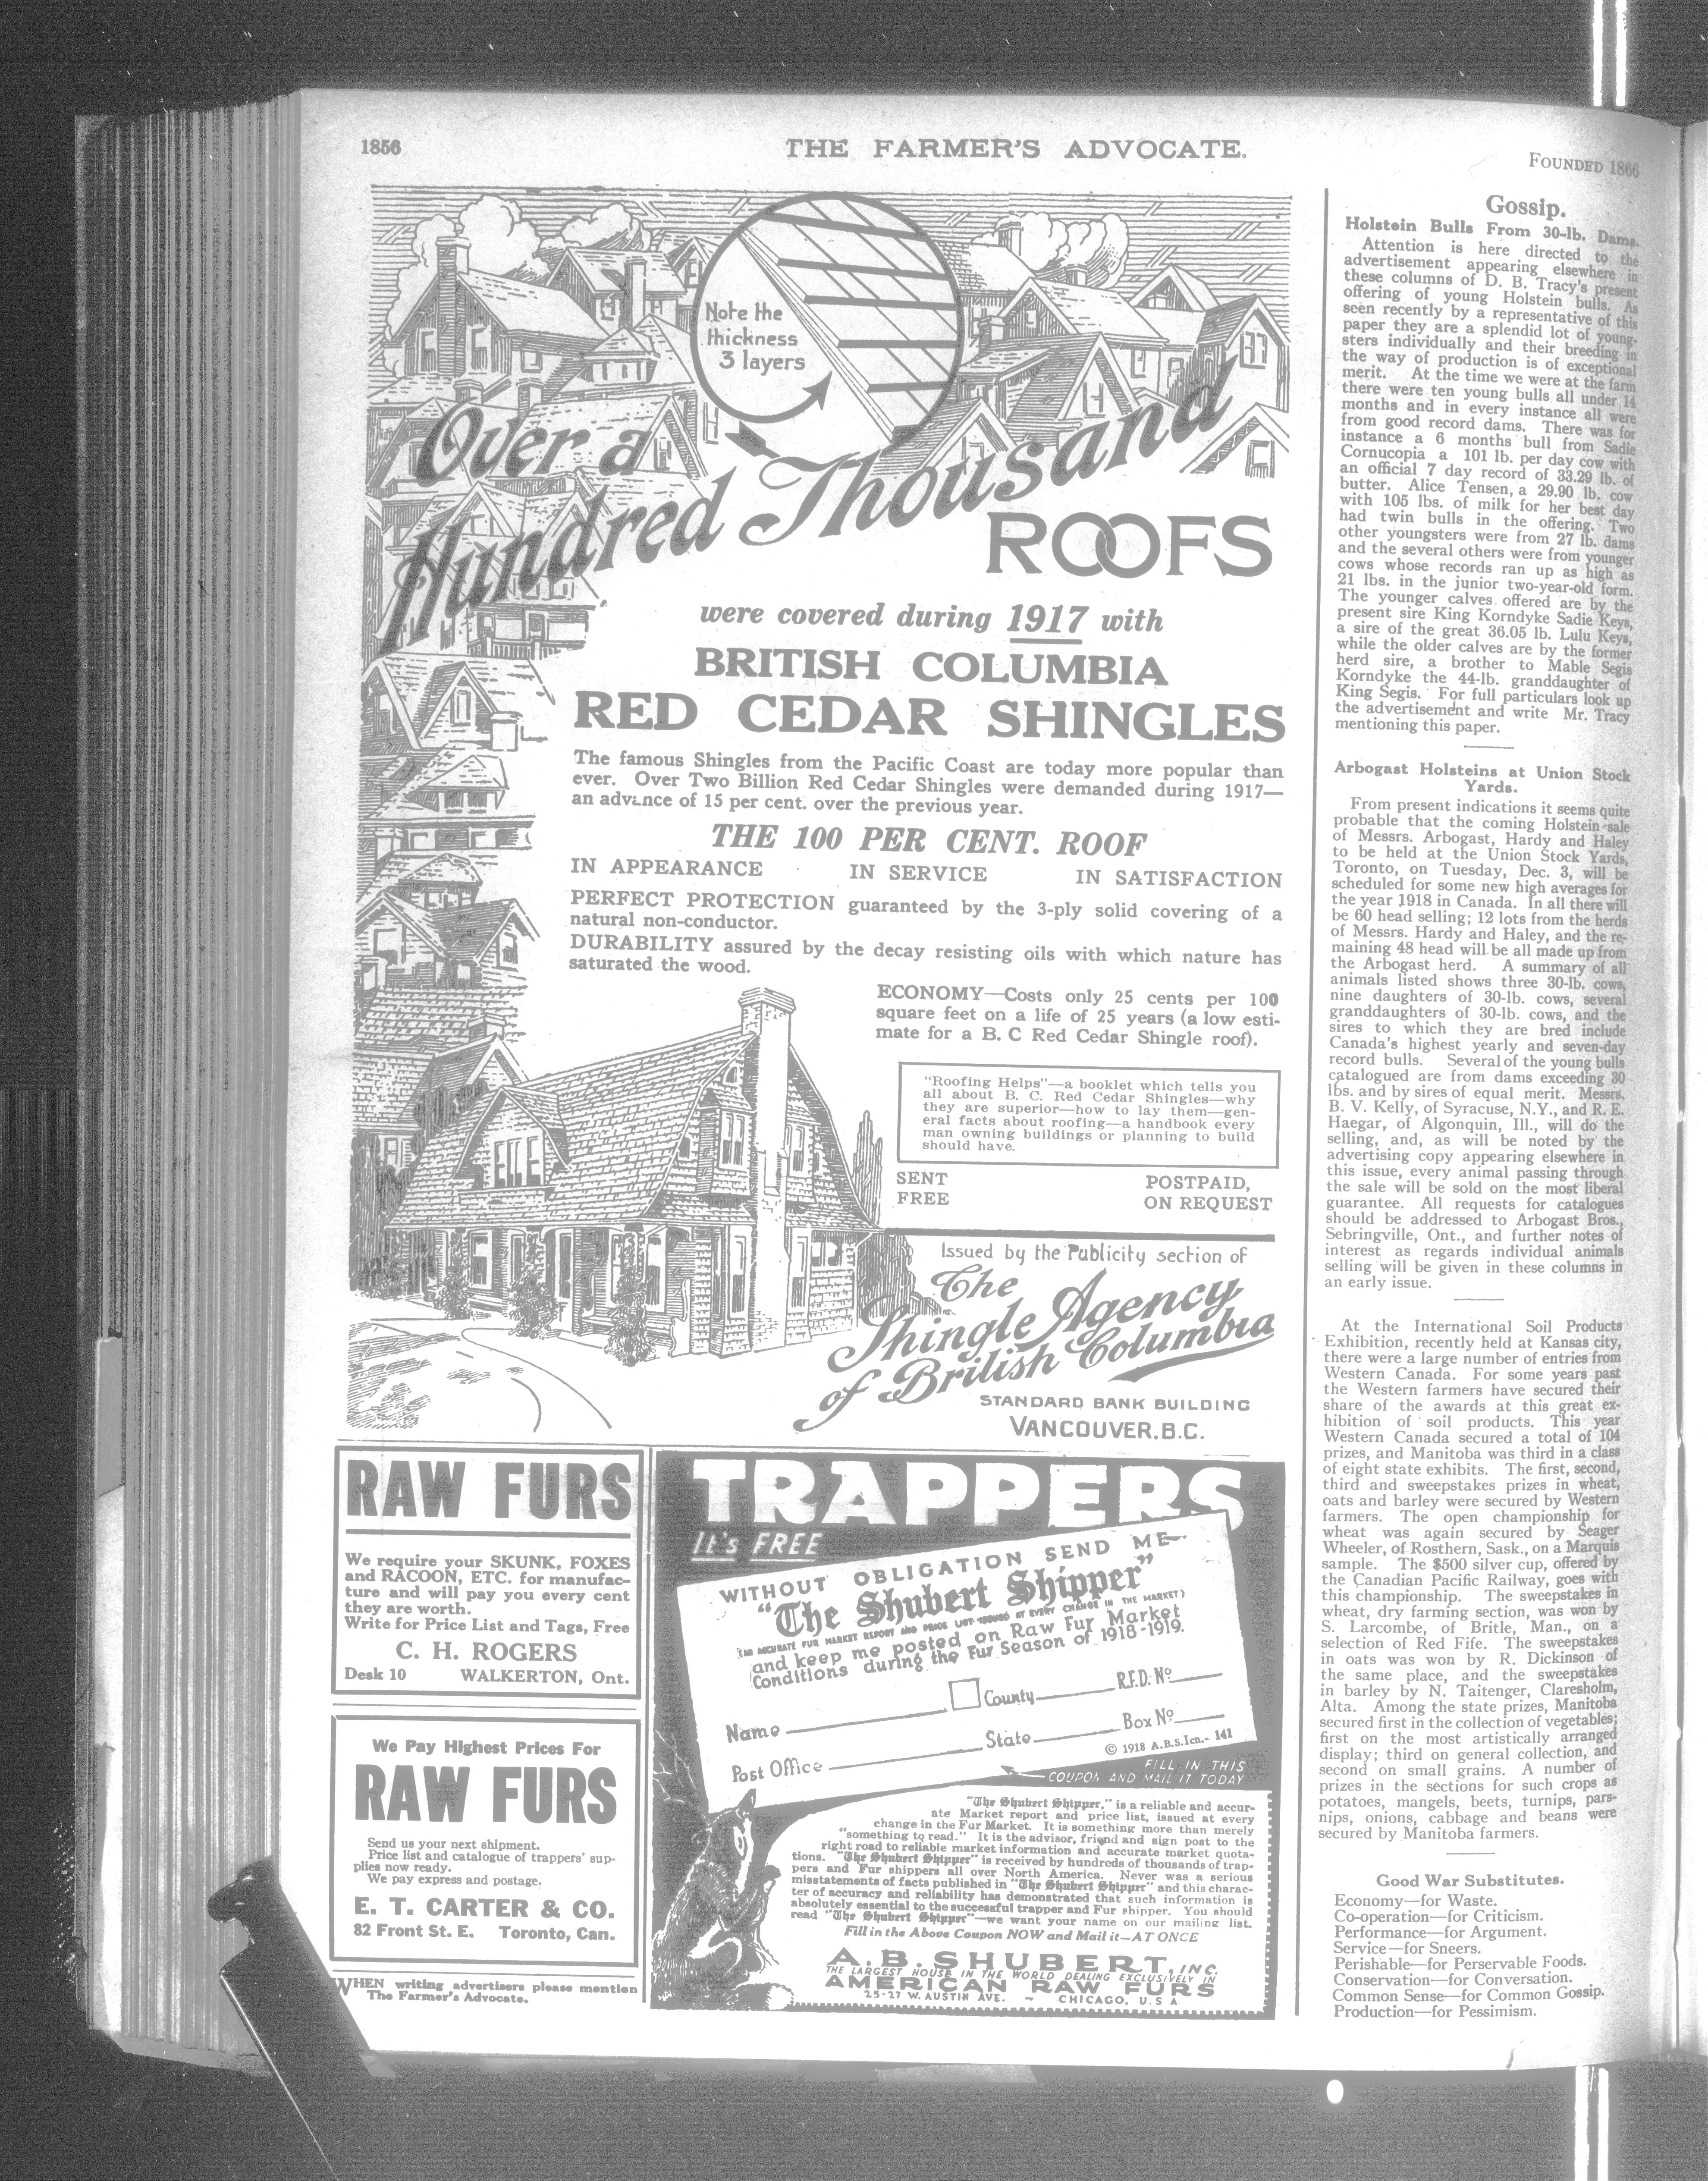 1856
THE FARMER'S ADVOCATE.
FOUNDED 1866
Note the
thickness
3 layers
Over a
Hundred Thousand
ROOFS
were covered during 1917 with
BRITISH COLUMBIA
RED CEDAR SHINGLES
The famous Shingles from the Pacific Coast are today more popular than
ever. Over Two Billion Red Cedar Shingles were demanded during 1917—
an advance of 15 per cent. over the previous year.
THE 100 PER CENT. ROOF
IN APPEARANCE IN SERVICE IN SATISFACTION
PERFECT PROTECTION guaranteed by the 3-ply solid covering of a
natural non-conductor.
DURABILITY assured by the decay resisting oils with which nature has
saturated the wood.
ECONOMY—Costs only 25 cents per 100
square feet on a life of 25 years (a low esti-
mate for a B. C Red Cedar Shingle roof).
"Roofing Helps"—a booklet which tells you
all about B. C. Red Cedar Shingles—why
they are superior—how to lay them—gen-
eral facts about roofing—a handbook every
man owning buildings or planning to build
should have.
SENT POSTPAID,
FREE ON REQUEST
Issued by the Publicity section of
The
Shingle Agency
of British Columbia
STANDARD BANK BUILDING
VANCOUVER. B.C.
RAW FURS
We require your SKUNK, FOXES
and RACOON, ETC. for manufac-
ture and will pay you every cent
they are worth.
Write for Price List and Tags, Free
C. H. ROGERS
Desk 10 WALKERTON, Ont.
We Pay Highest Prices For
RAW FURS
Send us your next shipment.
Price list and catalogue of trappers' sup-
plies now ready.
We pay express and postage.
E. T. CARTER & CO.
82 Front St. E. Toronto, Can.
WHEN writing advertisers please mention
The Farmer's Advocate.
TRAPPERS
It's FREE
WITHOUT OBLIGATION SEND ME
"The Shubert Shipper"
(AN ACCURATE FUR MARKET REPORT AND PRICE LIST ISSUED AT EVERY CHANGE IN THE MARKET)
and keep me posted on Raw Fur Market
Conditions during the Fur Season of 1918-1919.
Name County R.F.D. No
Post Office State Box No
© 1918 A.B.S. Icn.- 141
FILL IN THIS
COUPON AND MAIL IT TODAY
"The Shubert Shipper," is a reliable and accur-
ate Market report and price list, issued at every
change in the Fur Market. It is something more than merely
"something to read." It is the advisor, friend and sign post to the
right road to reliable market information and accurate market quota-
tions. "The Shubert Shipper" is received by hundreds of thousands of trap-
pers and Fur shippers all over North America. Never was a serious
misstatements of facts published in "The Shubert Shipper" and this charac-
ter of accuracy and reliability has demonstrated that such information is
absolutely essential to the successful trapper and Fur shipper. You should
read "The Shubert Shipper"—we want your name on our mailing list.
Fill in the Above Coupon NOW and Mail it—AT ONCE
A. B. SHUBERT, INC.
THE LARGEST HOUSE IN THE WORLD DEALING EXCLUSIVELY IN
AMERICAN RAW FURS
25-27 W. AUSTIN AVE. – CHICAGO, U.S A
Gossip.
Holstein Bulls From 30-lb. Dams.
Attention is here directed to the
advertisement appearing elsewhere in
these columns of D. B. Tracy's present
offering of young Holstein bulls. As
seen recently by a representative of this
paper they are a splendid lot of young-
sters individually and their breeding in
the way of production is of exceptional
merit. At the time we were at the farm
there were ten young bulls all under 14
months and in every instance all were
from good record dams. There was for
instance a 6 months bull from Sadie
Cornucopia a 101 lb. per day cow with
an official 7 day record of 33.29 lb. of
butter. Alice Tensen, a 29.90 lb. cow
with 105 lbs. of milk for her best day
had twin bulls in the offering. Two
other youngsters were from 27 lb. dams
and the several others were from younger
cows whose records ran up as high as
21 lbs. in the junior two-year-old form.
The younger calves offered are by the
present sire King Korndyke Sadie Keys,
a sire of the great 36.05 lb. Lulu Keys,
while the older calves are by the former
herd sire, a brother to Mable Segis
Korndyke the 44-lb. granddaughter of
King Segis. For full particulars look up
the advertisement and write Mr. Tracy
mentioning this paper.
Arbogast Holsteins at Union Stock
Yards.
From present indications it seems quite
probable that the coming Holstein sale
of Messrs. Arbogast, Hardy and Haley
to be held at the Union Stock Yards,
Toronto, on Tuesday, Dec. 3, will be
scheduled for some new high averages for
the year 1918 in Canada. In all there will
be 60 head selling; 12 lots from the herds
of Messrs. Hardy and Haley, and the re-
maining 48 head will be all made up from
the Arbogast herd. A summary of all
animals listed shows three 30-lb. cows,
nine daughters of 30-lb. cows, several
granddaughters of 30-lb. cows, and the
sires to which they are bred include
Canada's highest yearly and seven-day
record bulls. Several of the young bulls
catalogued are from dams exceeding 30
lbs. and by sires of equal merit. Messrs.
B. V. Kelly, of Syracuse, N.Y., and R. E.
Haegar, of Algonquin, Ill., will do the
selling, and, as will be noted by the
advertising copy appearing elsewhere in
this issue, every animal passing through
the sale will be sold on the most liberal
guarantee. All requests for catalogues
should be addressed to Arbogast Bros.,
Sebringville, Ont., and further notes of
interest as regards individual animals
selling will be given in these columns in
an early issue.
At the International Soil Products
Exhibition, recently held at Kansas city,
there were a large number of entries from
Western Canada. For some years past
the Western farmers have secured their
share of the awards at this great ex-
hibition of soil products. This year
Western Canada secured a total of 104
prizes, and Manitoba was third in a class
of eight state exhibits. The first, second,
third and sweepstakes prizes in wheat,
oats and barley were secured by Western
farmers. The open championship for
wheat was again secured by Seager
Wheeler, of Rosthern, Sask., on a Marquis
sample. The $500 silver cup, offered by
the Canadian Pacific Railway, goes with
this championship. The sweepstakes in
wheat, dry farming section, was won by
S. Larcombe, of Britle, Man., on a
selection of Red Fife. The sweepstakes
in oats was won by R. Dickinson of
the same place, and the sweepstakes
in barley by N. Taitenger, Claresholm,
Alta. Among the state prizes, Manitoba
secured first in the collection of vegetables;
first on the most artistically arranged
display; third on general collection, and
second on small grains. A number of
prizes in the sections for such crops as
potatoes, mangels, beets, turnips, pars-
nips, onions, cabbage and beans were
secured by Manitoba farmers.
Good War Substitutes.
Economy—for Waste.
Co-operation—for Criticism.
Performance—for Argument.
Service—for Sneers.
Perishable—for Perservable Foods.
Conservation—for Conversation.
Common Sense—for Common Gossip.
Production—for Pessimism.